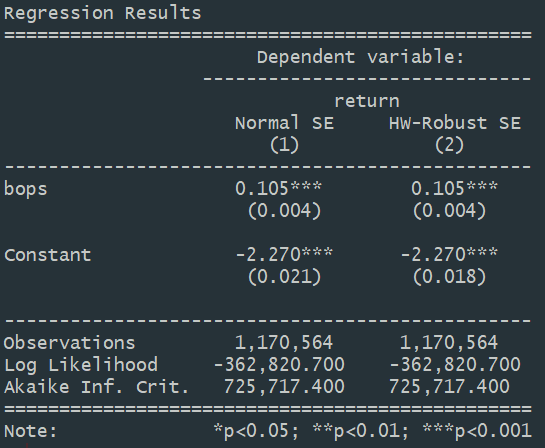 Regression Results
==================================================
Dependent variable:
------------------------------
return
Normal SE HW-Robust SE
(1) (2)
--------------------------------------------------
bops 0.105*** 0.105***
(0.004) (0.004)
Constant -2.270*** -2.270***
(0.021) (0.018)
--------------------------------------------------
Observations 1,170,564 1,170,564
Log Likelihood -362,820.700 -362,820.700
Akaike Inf. Crit. 725,717.400 725,717.400
==================================================
Note: *p<0.05; **p<0.01; ***p<0.001